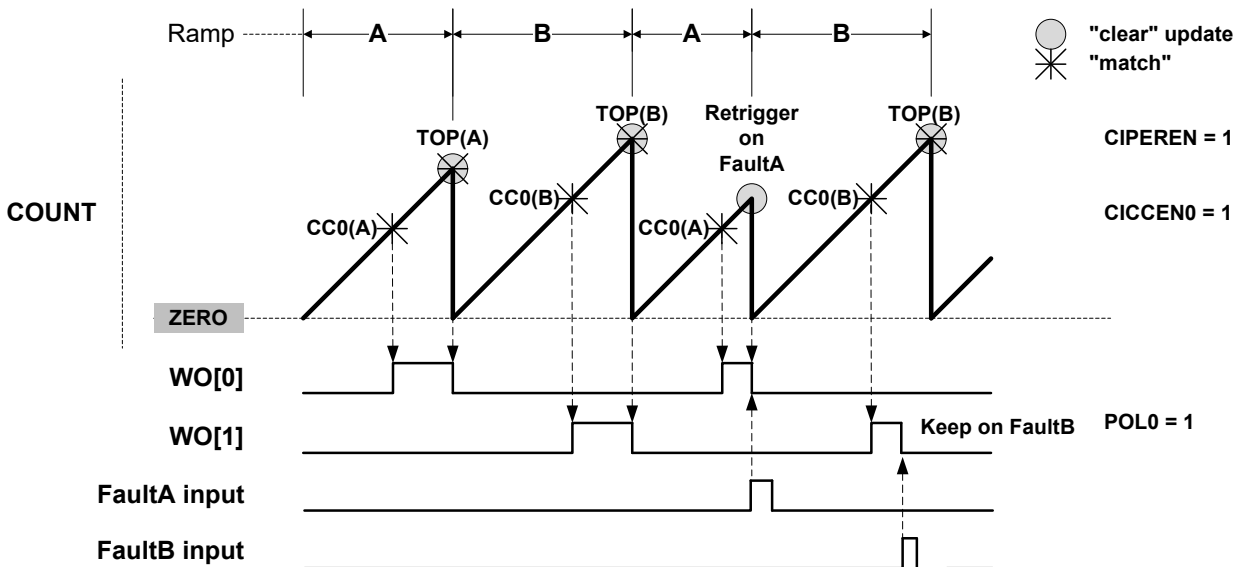 Ramp
A
B
A
B
"clear" update
"match"
TOP(A)
TOP(B)
Retrigger
on
FaultA
TOP(B)
CIPEREN = 1
COUNT
CC0(A)
CC0(B)
CC0(A)
CC0(B)
CICCEN0 = 1
ZERO
WO[0]
WO[1]
Keep on FaultB
POL0 = 1
FaultA input
FaultB input